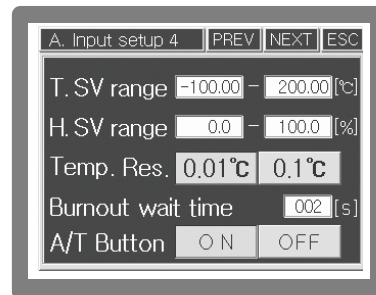 A. Input setup 4 PREV NEXT ESC
T. SV range -100.00 - 200.00 [℃]
H. SV range 0.0 - 100.0 [%]
Temp. Res. 0.01℃ 0.1℃
Burnout wait time 002 [s]
A/T Button O N OFF